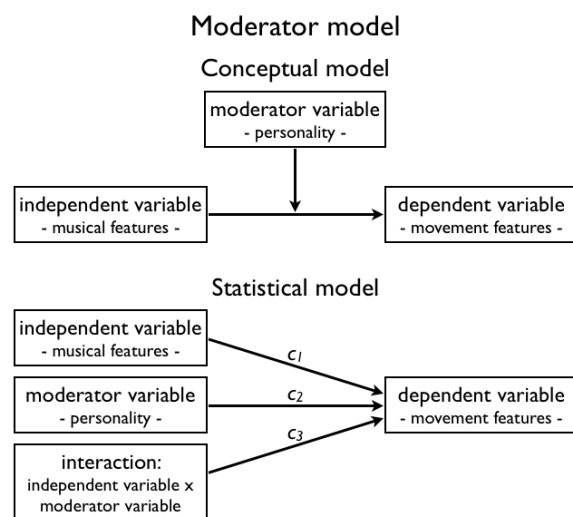 Moderator model
Conceptual model
moderator variable
- personality -
independent variable
- musical features -
dependent variable
- movement features -
Statistical model
independent variable
- musical features -
c1
moderator variable
- personality -
c2
dependent variable
- movement features -
c3
interaction:
independent variable x
moderator variable